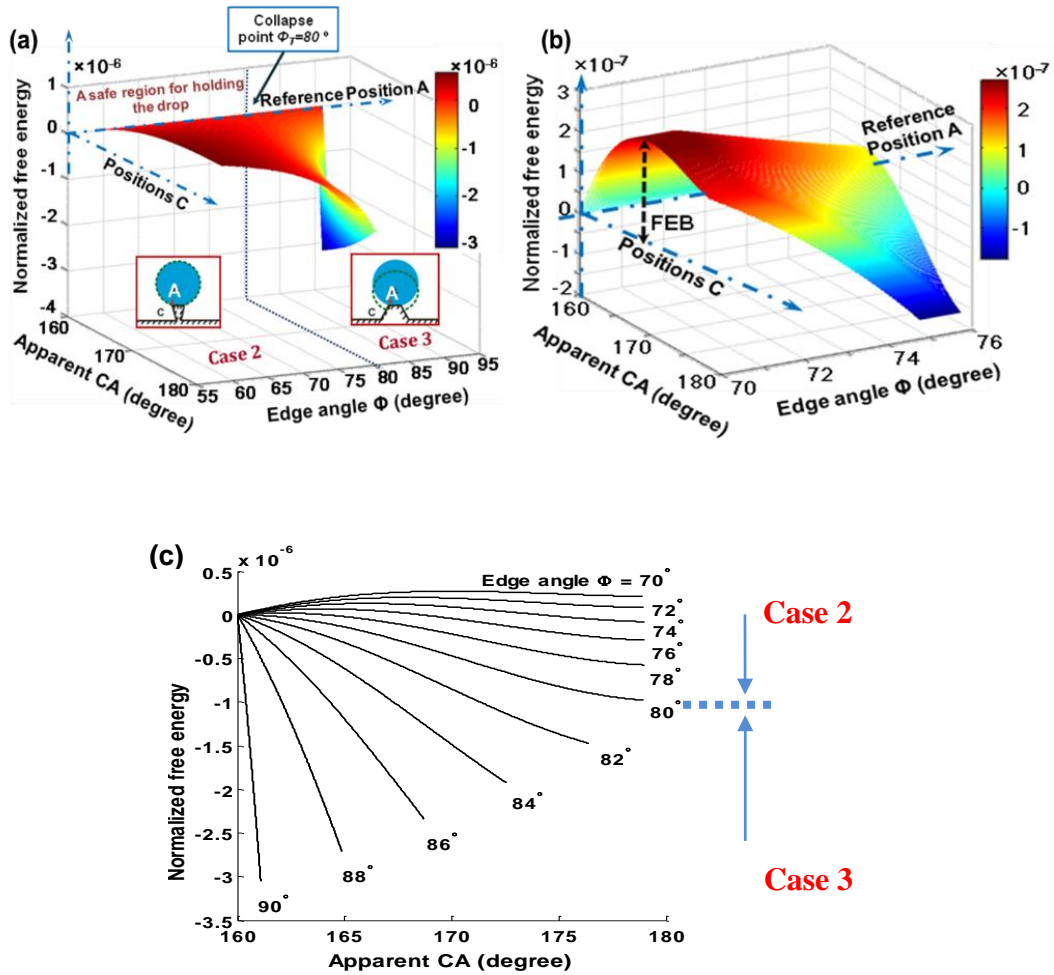 (a)
Collapse
point Φ_T=80 °
×10⁻⁶
×10⁻⁶
A safe region for holding
the drop
Reference Position A
Normalized free energy
1
0
-1
-2
-3
-4
1
0
-1
-2
-3
Positions C
A
C
A
C
Case 2
Case 3
160
170
180
Apparent CA (degree)
55
60
65
70
75
80
85
90
95
Edge angle Φ (degree)
(b)
×10⁻⁷
×10⁻⁷
Normalized free energy
3
2
1
0
-1
-2
2
1
0
-1
Reference
Position A
FEB
Positions C
160
170
180
Apparent CA (degree)
70
72
74
76
Edge angle Φ (degree)
(c)
x 10⁻⁶
Normalized free energy
0.5
0
-0.5
-1
-1.5
-2
-2.5
-3
-3.5
Edge angle Φ = 70°
72°
74°
76°
78°
80°
82°
84°
86°
88°
90°
160
165
170
175
180
Apparent CA (degree)
Case 2
Case 3